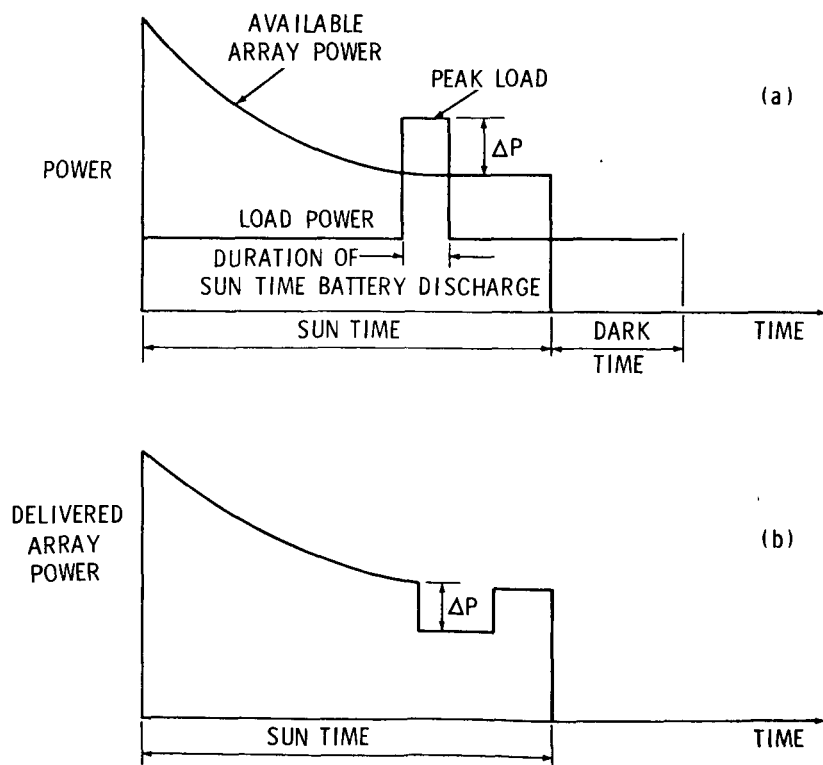 AVAILABLE
ARRAY POWER
PEAK LOAD
(a)
ΔP
POWER
LOAD POWER
DURATION OF
SUN TIME BATTERY DISCHARGE
SUN TIME
DARK
TIME
TIME
DELIVERED
ARRAY
POWER
(b)
ΔP
SUN TIME
TIME